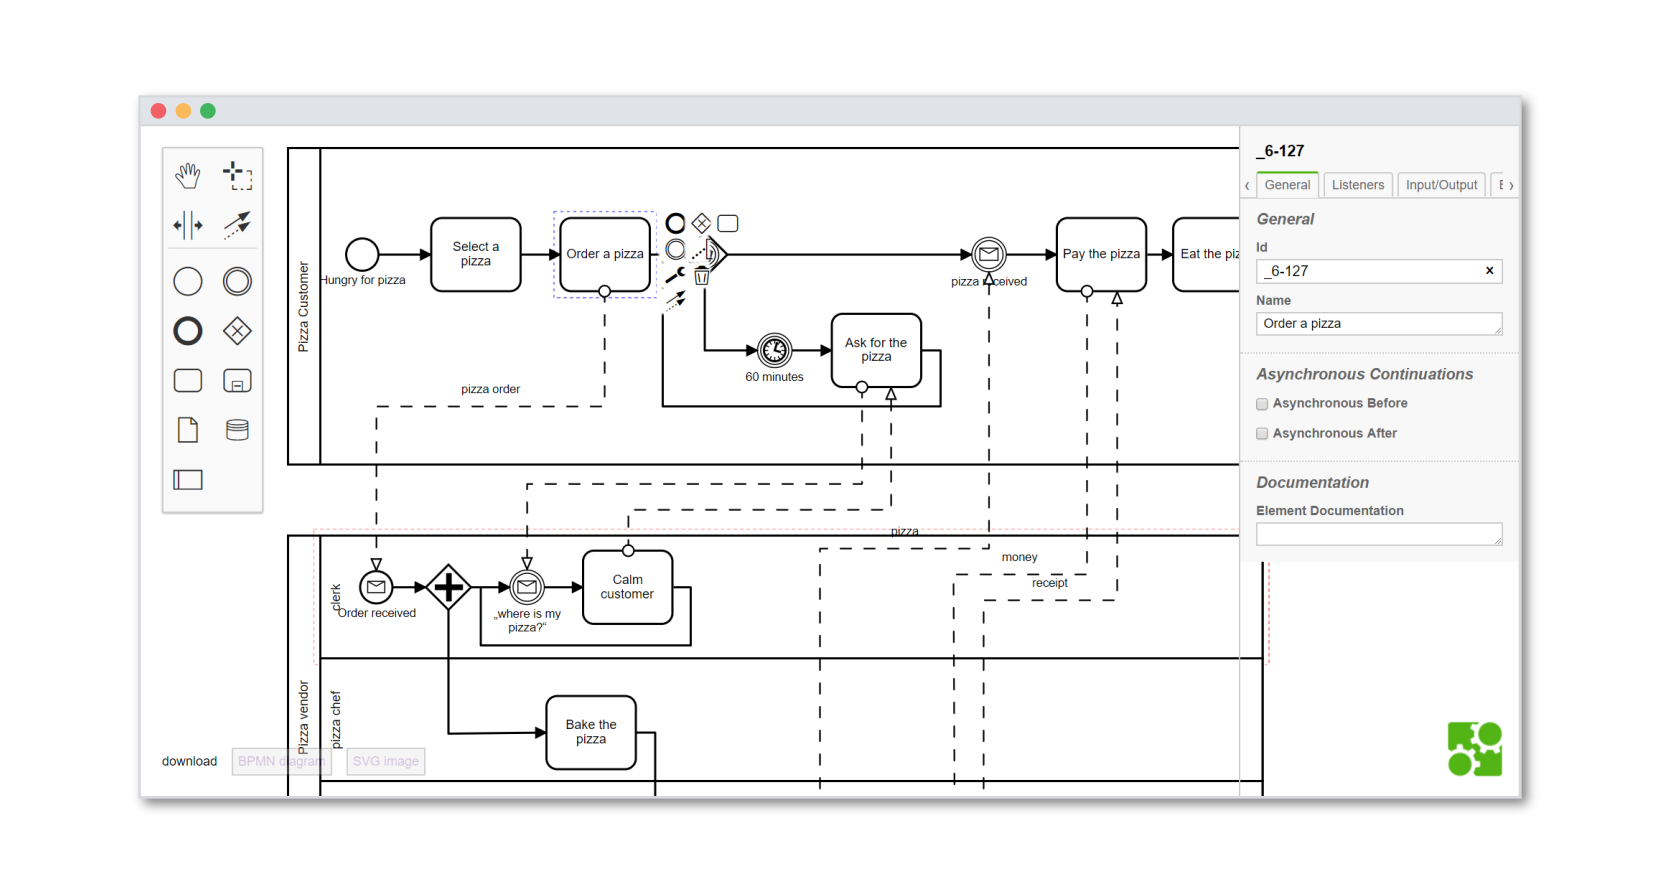 _6-127
General
Listeners
Input/Output
General
Id
_6-127
Name
Order a pizza
Asynchronous Continuations
Asynchronous Before
Asynchronous After
Documentation
Element Documentation
Pizza Customer
Hungry for pizza
Select a
pizza
Order a pizza
pizza received
Pay the pizza
Eat the piz
60 minutes
Ask for the
pizza
pizza order
pizza
money
receipt
Pizza vendor
clerk
Order received
„where is my
pizza?“
Calm
customer
pizza chef
Bake the
pizza
download
BPMN diagram
SVG image